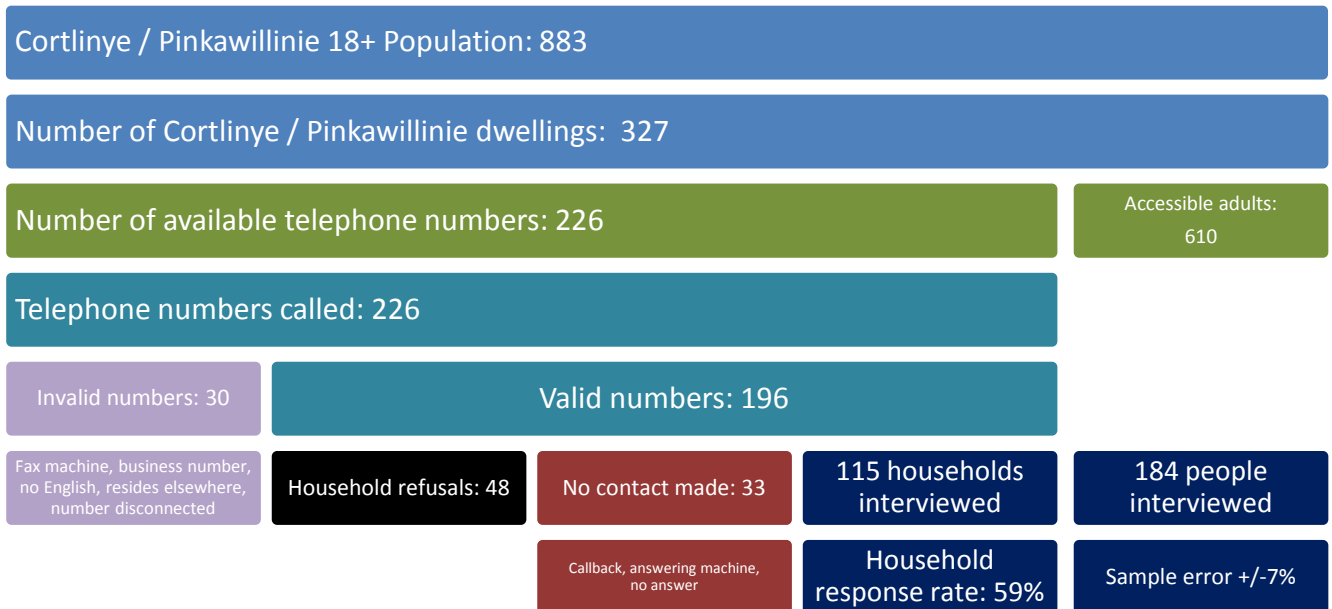 Cortlinye / Pinkawillinie 18+ Population: 883
Number of Cortlinye / Pinkawillinie dwellings: 327
Number of available telephone numbers: 226
Accessible adults:
610
Telephone numbers called: 226
Invalid numbers: 30
Valid numbers: 196
Fax machine, business number,
no English, resides elsewhere,
number disconnected
Household refusals: 48
No contact made: 33
115 households
interviewed
184 people
interviewed
Callback, answering machine,
no answer
Household
response rate: 59%
Sample error +/-7%